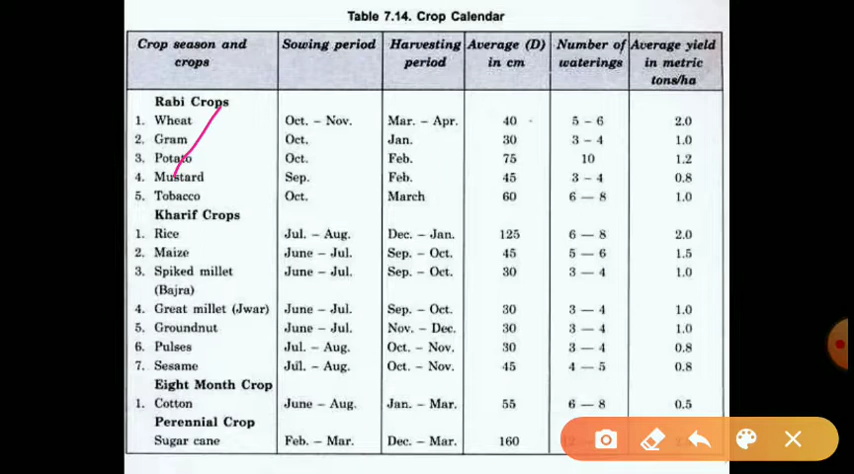 Table 7.14. Crop Calendar
Crop season and crops | Sowing period | Harvesting period | Average (D) in cm | Number of waterings | Average yield in metric tons/ha
Rabi Crops
1. Wheat | Oct. – Nov. | Mar. – Apr. | 40 | 5 – 6 | 2.0
2. Gram | Oct. | Jan. | 30 | 3 – 4 | 1.0
3. Potato | Oct. | Feb. | 75 | 10 | 1.2
4. Mustard | Sep. | Feb. | 45 | 3 – 4 | 0.8
5. Tobacco | Oct. | March | 60 | 6 – 8 | 1.0
Kharif Crops
1. Rice | Jul. – Aug. | Dec. – Jan. | 125 | 6 – 8 | 2.0
2. Maize | June – Jul. | Sep. – Oct. | 45 | 5 – 6 | 1.5
3. Spiked millet (Bajra) | June – Jul. | Sep. – Oct. | 30 | 3 – 4 | 1.0
4. Great millet (Jwar) | June – Jul. | Sep. – Oct. | 30 | 3 – 4 | 1.0
5. Groundnut | June – Jul. | Nov. – Dec. | 30 | 3 – 4 | 1.0
6. Pulses | Jul. – Aug. | Oct. – Nov. | 30 | 3 – 4 | 0.8
7. Sesame | Jul. – Aug. | Oct. – Nov. | 45 | 4 – 5 | 0.8
Eight Month Crop
1. Cotton | June – Aug. | Jan. – Mar. | 55 | 6 – 8 | 0.5
Perennial Crop
Sugar cane | Feb. – Mar. | Dec. – Mar. | 160